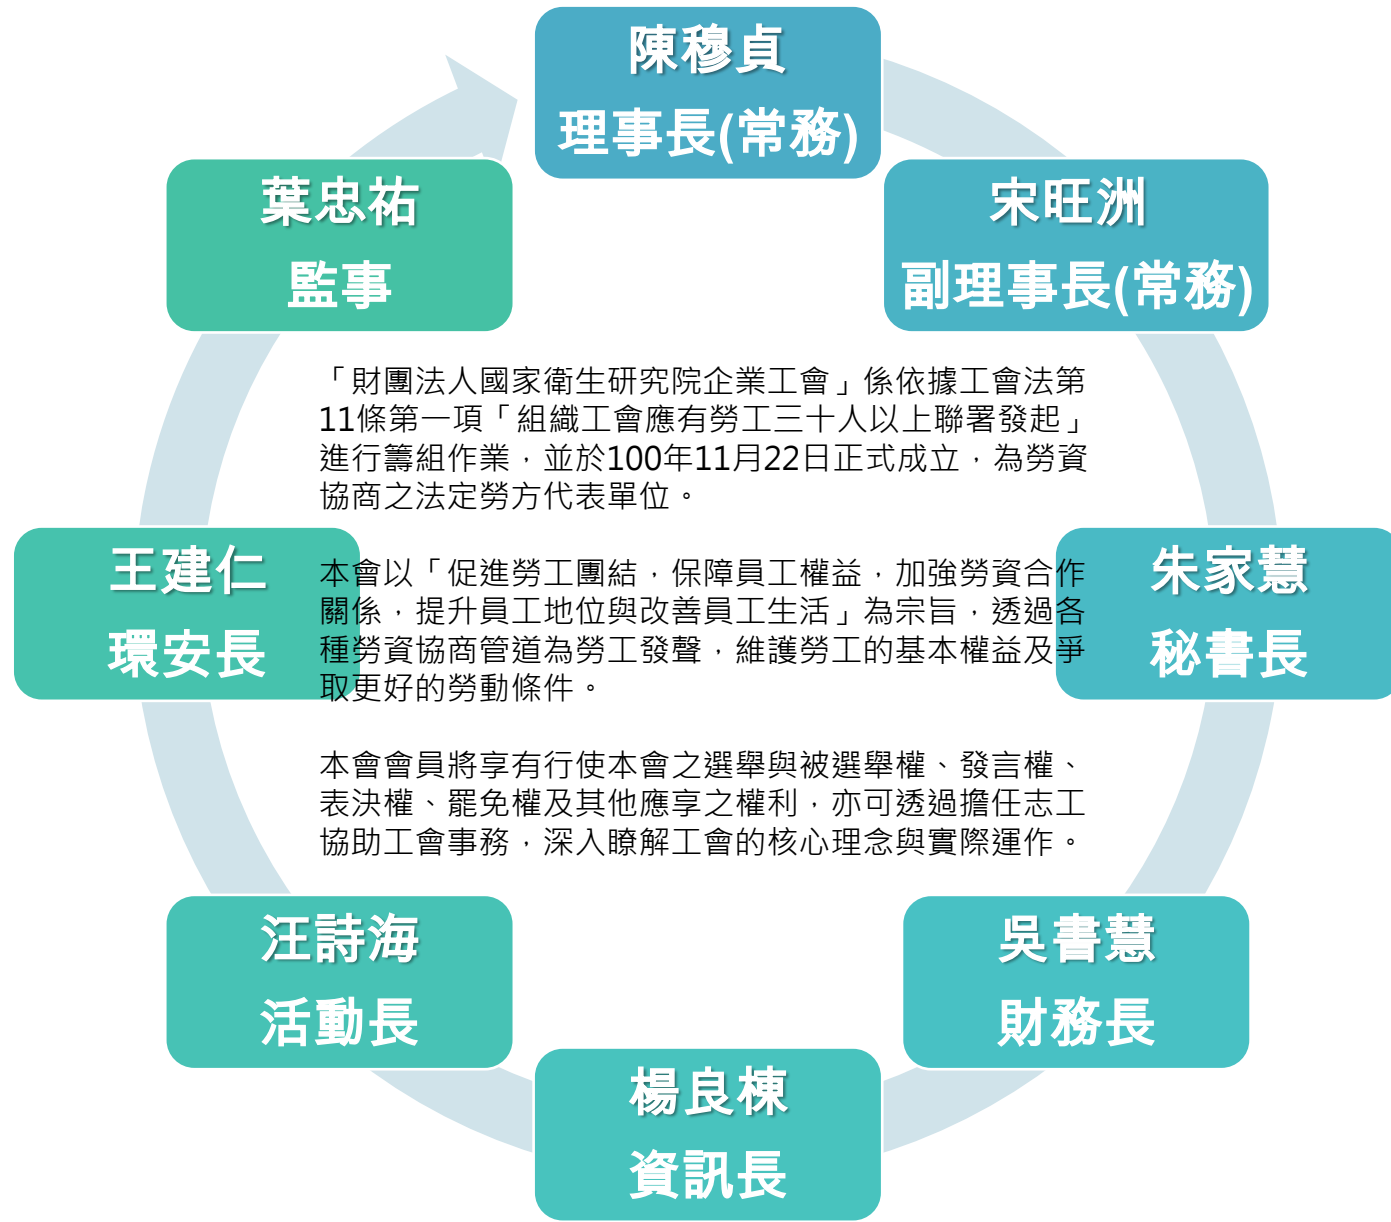 陳穆貞
理事長(常務)
宋旺洲
副理事長(常務)
朱家慧
秘書長
吳書慧
財務長
楊良棟
資訊長
汪詩海
活動長
王建仁
環安長
葉忠祐
監事
「財團法人國家衛生研究院企業工會」係依據工會法第
11條第一項「組織工會應有勞工三十人以上聯署發起」
進行籌組作業，並於100年11月22日正式成立，為勞資
協商之法定勞方代表單位。
本會以「促進勞工團結，保障員工權益，加強勞資合作
關係，提升員工地位與改善員工生活」為宗旨，透過各
種勞資協商管道為勞工發聲，維護勞工的基本權益及爭
取更好的勞動條件。
本會會員將享有行使本會之選舉與被選舉權、發言權、
表決權、罷免權及其他應享之權利，亦可透過擔任志工
協助工會事務，深入瞭解工會的核心理念與實際運作。